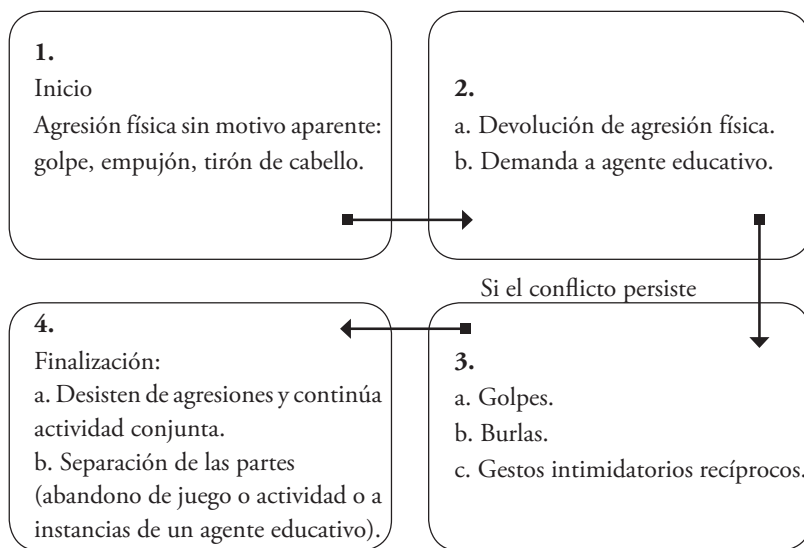 1.
Inicio
Agresión física sin motivo aparente:
golpe, empujón, tirón de cabello.
2.
a. Devolución de agresión física.
b. Demanda a agente educativo.
Si el conflicto persiste
3.
a. Golpes.
b. Burlas.
c. Gestos intimidatorios recíprocos.
4.
Finalización:
a. Desisten de agresiones y continúa
actividad conjunta.
b. Separación de las partes
(abandono de juego o actividad o a
instancias de un agente educativo).